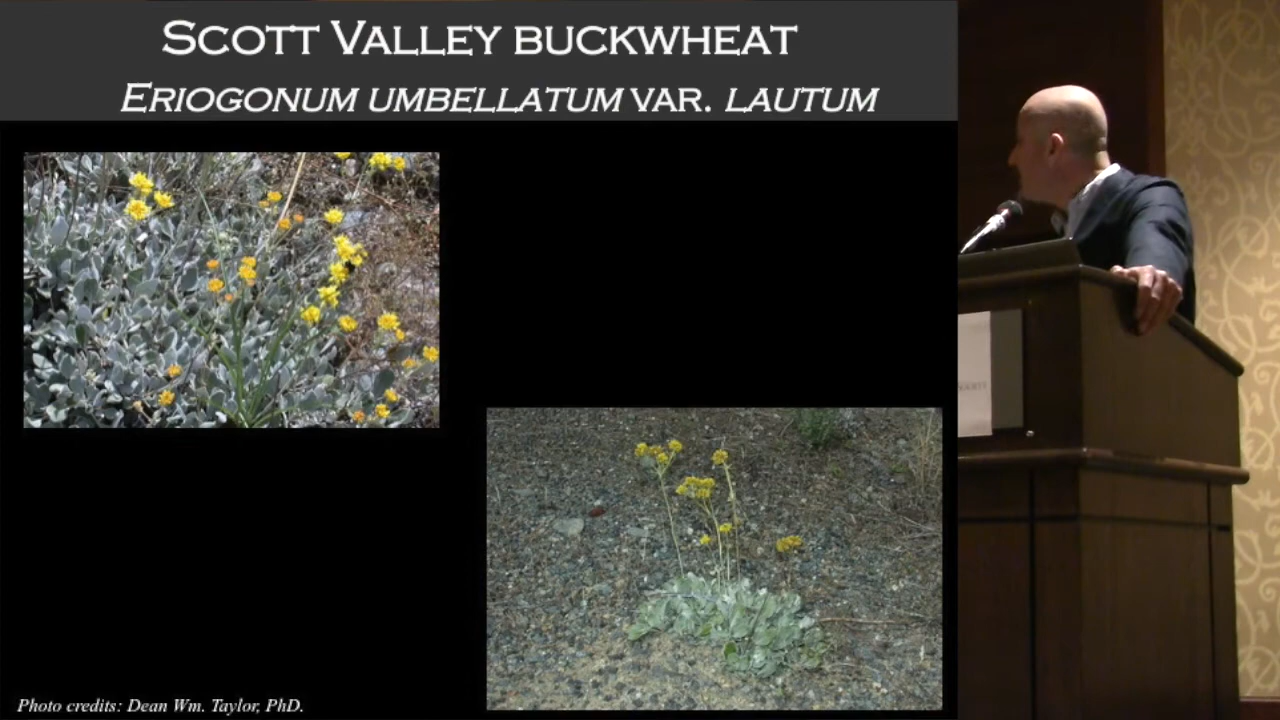 SCOTT VALLEY BUCKWHEAT
ERIOGONUM UMBELLATUM VAR. LAUTUM
Photo credits: Dean Wm. Taylor, PhD.